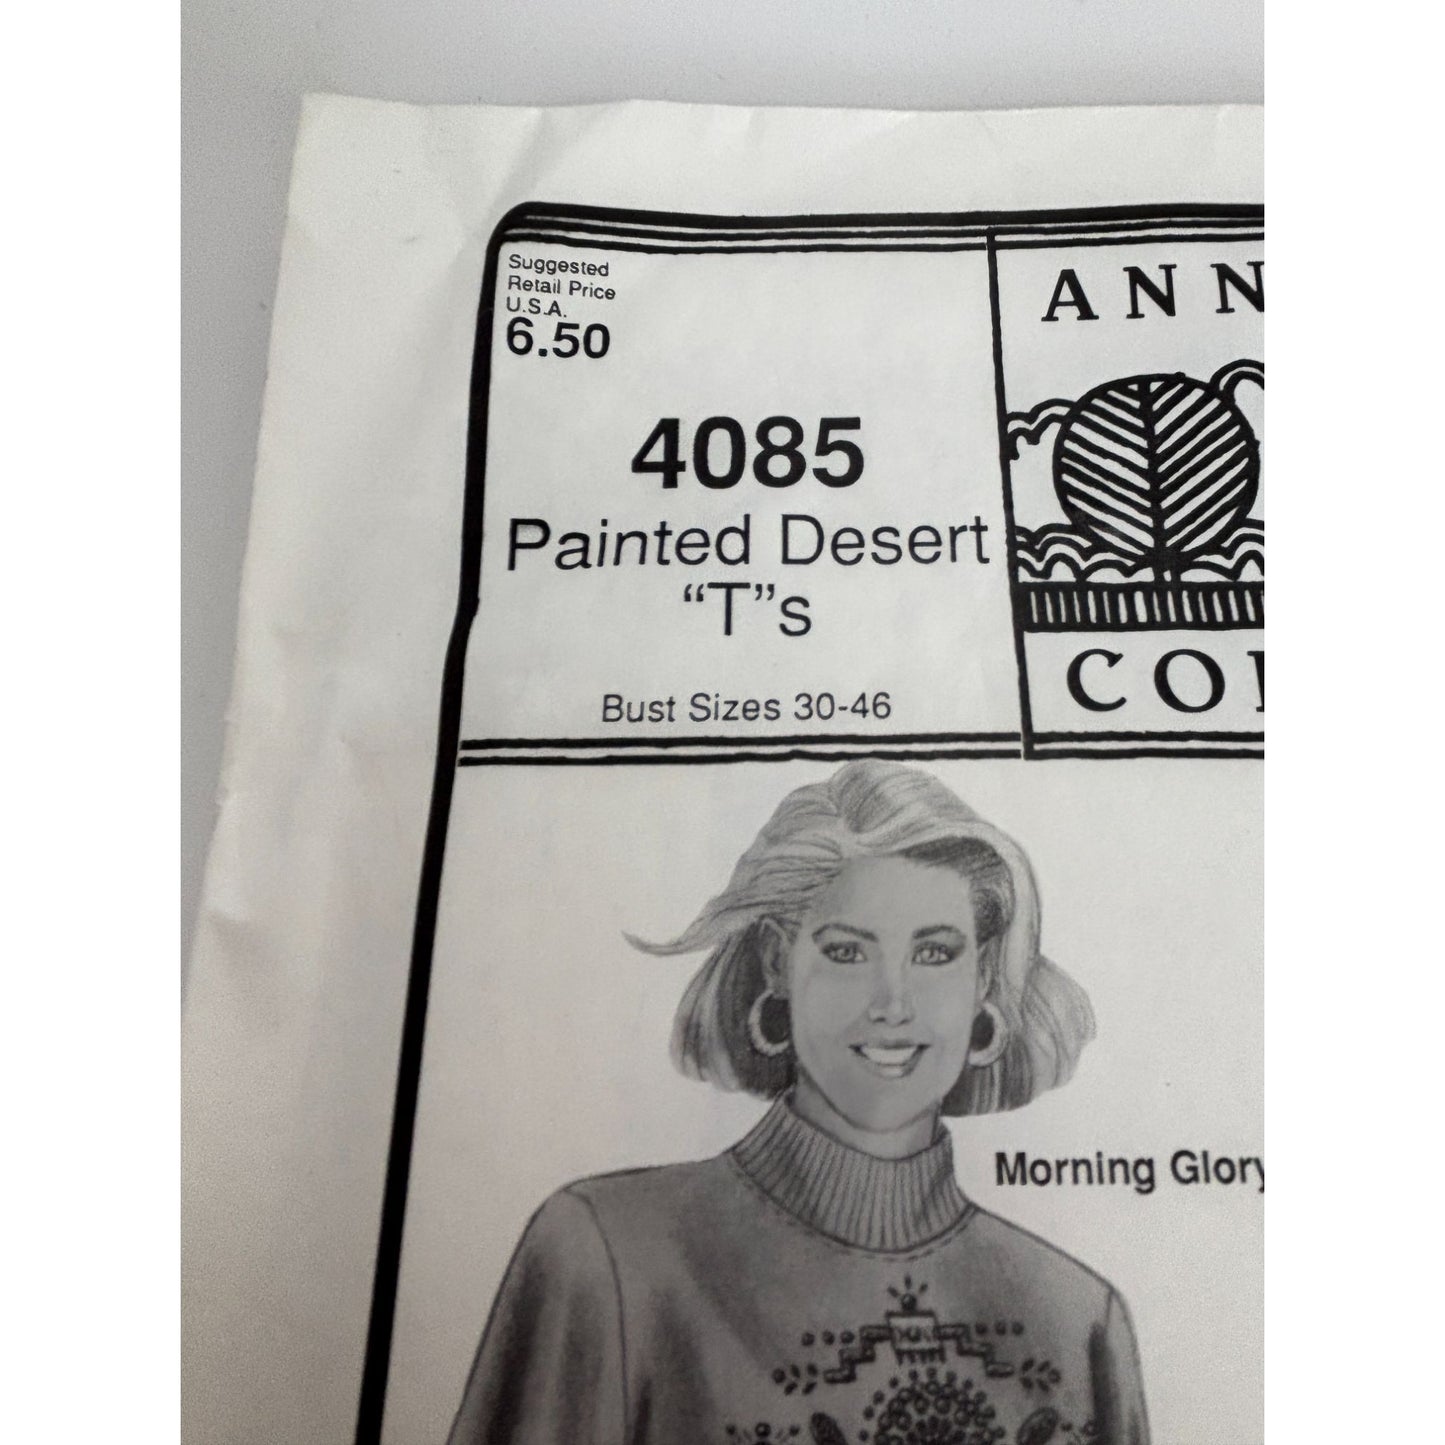 Suggested
Retail Price
U.S.A.
6.50
4085
Painted Desert
“T”s
Bust Sizes 30-46
ANN
CO
Morning Glory